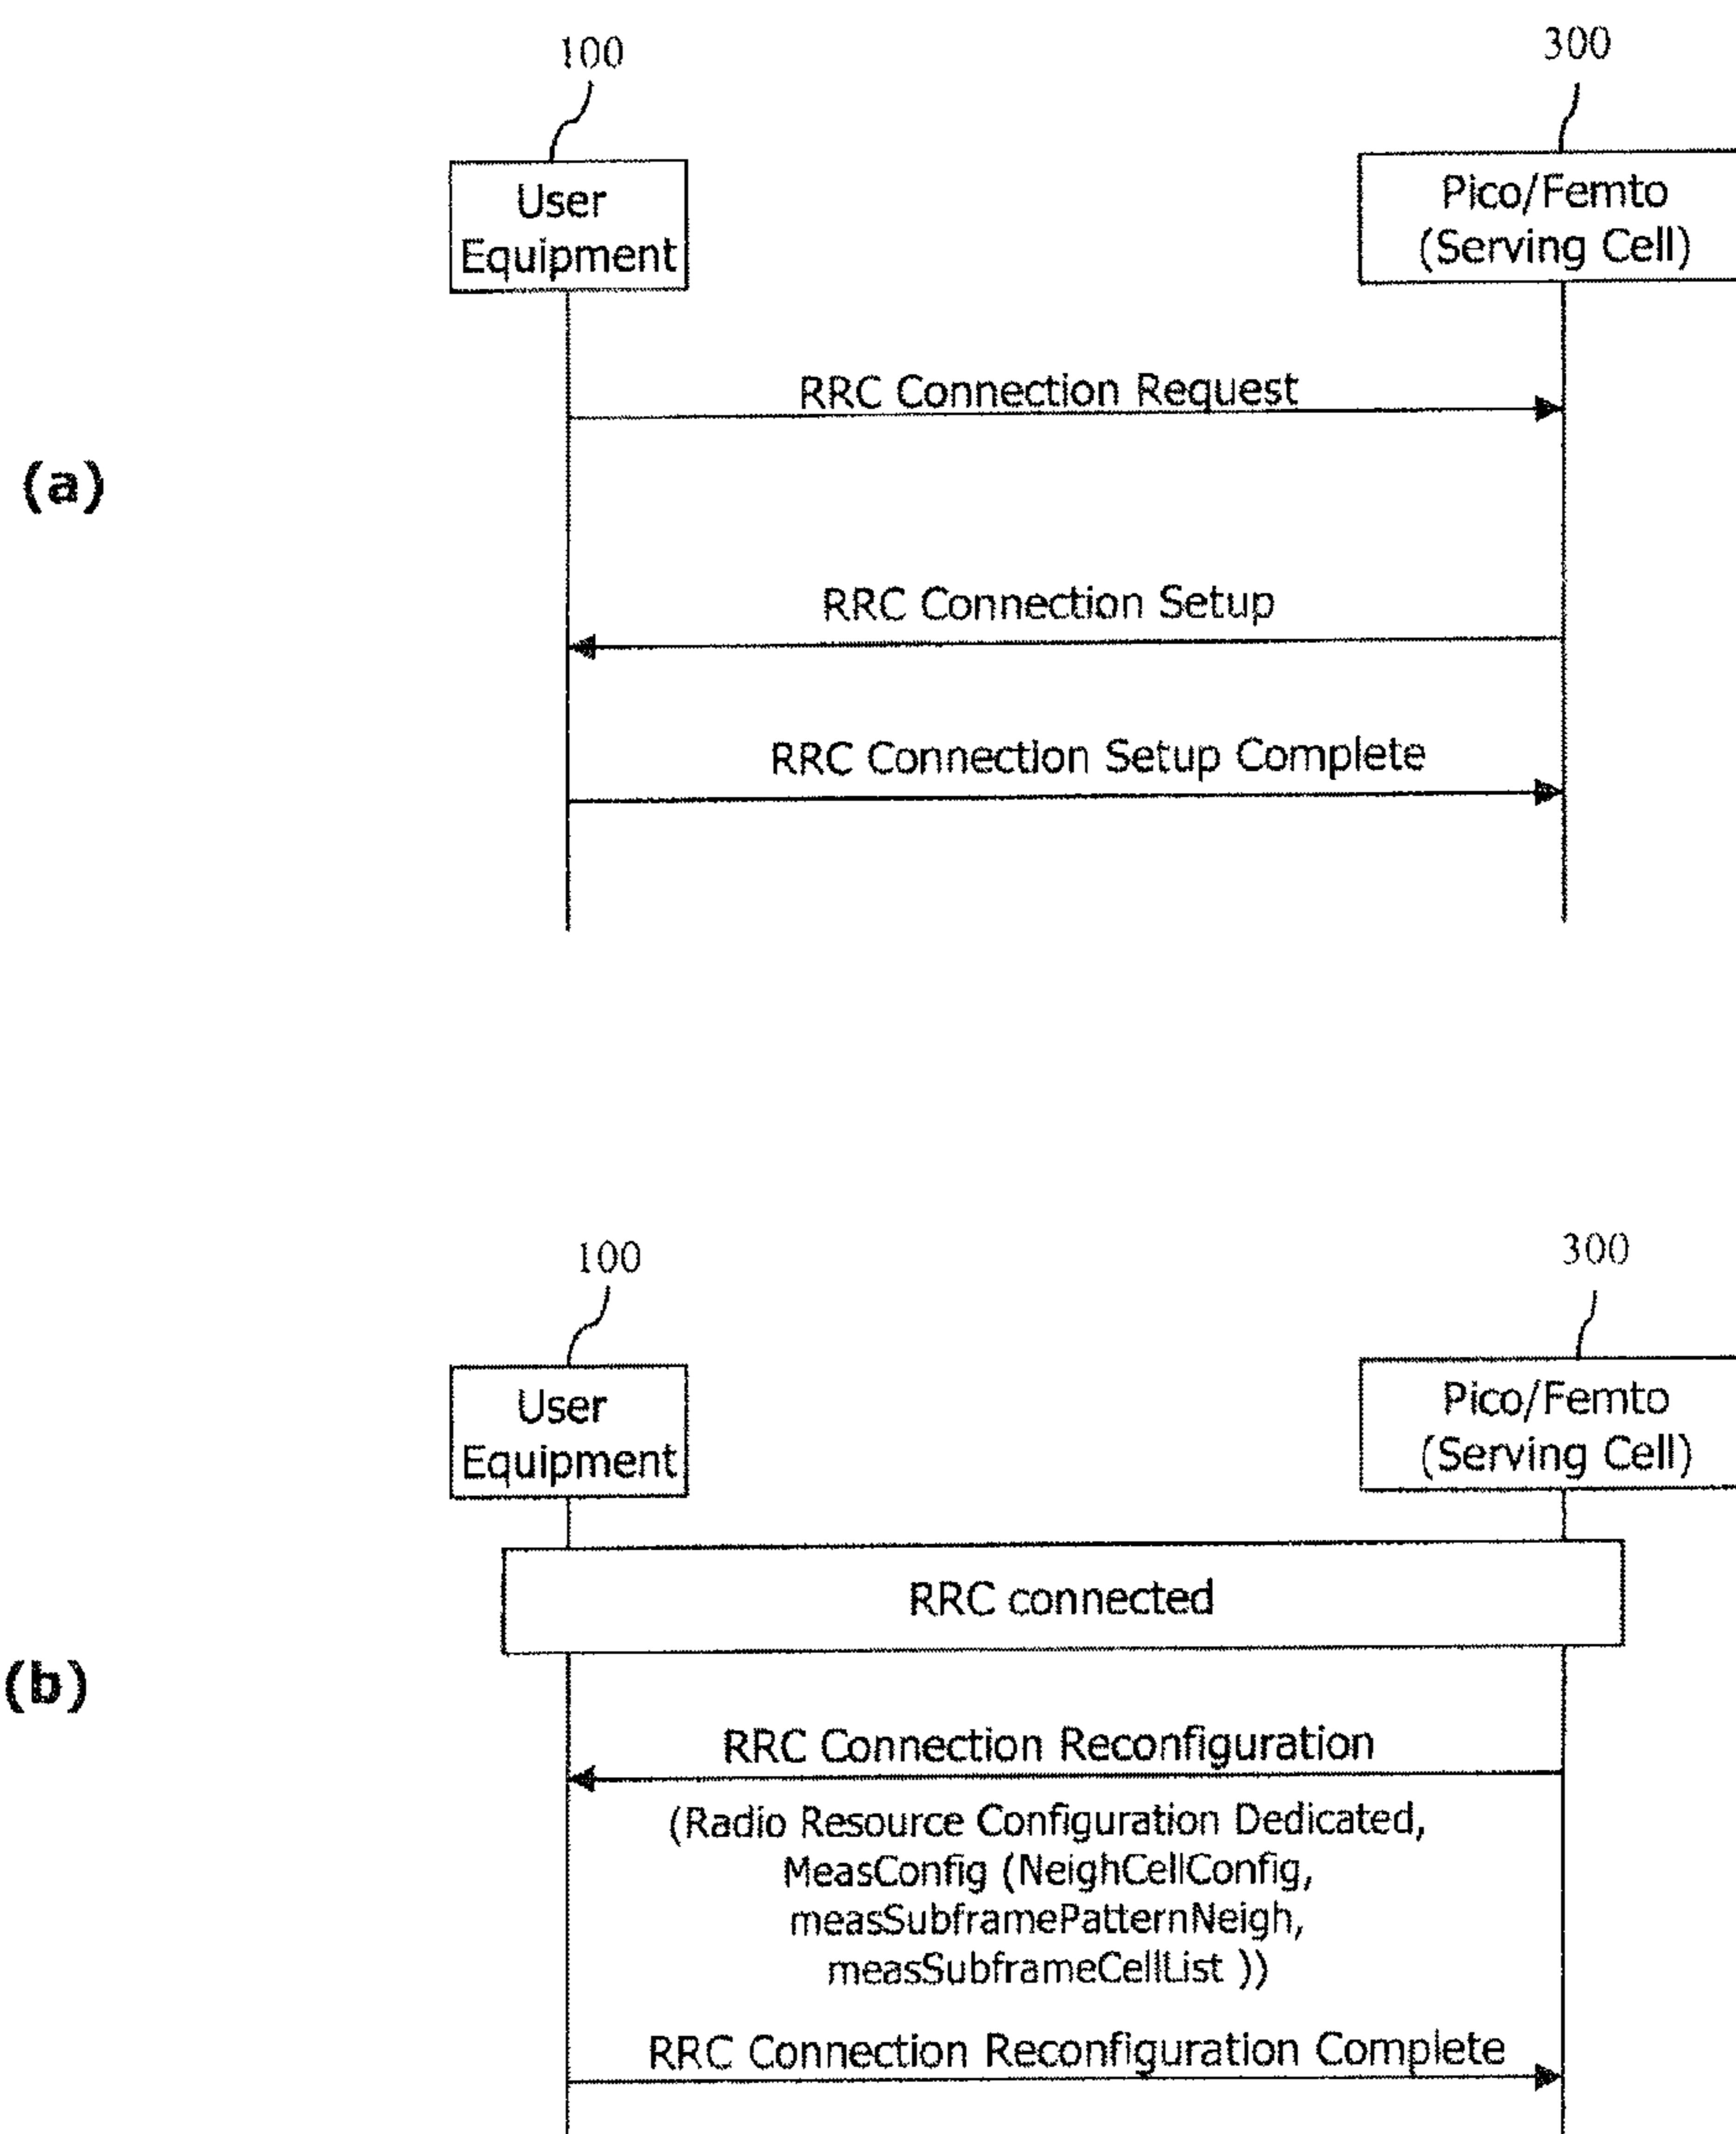 100
300
User
Equipment
Pico/Femto
(Serving Cell)
RRC Connection Request
(a)
RRC Connection Setup
RRC Connection Setup Complete
100
300
User
Equipment
Pico/Femto
(Serving Cell)
RRC connected
(b)
RRC Connection Reconfiguration
(Radio Resource Configuration Dedicated,
MeasConfig (NeighCellConfig,
measSubframePatternNeigh,
measSubframeCellList ))
RRC Connection Reconfiguration Complete